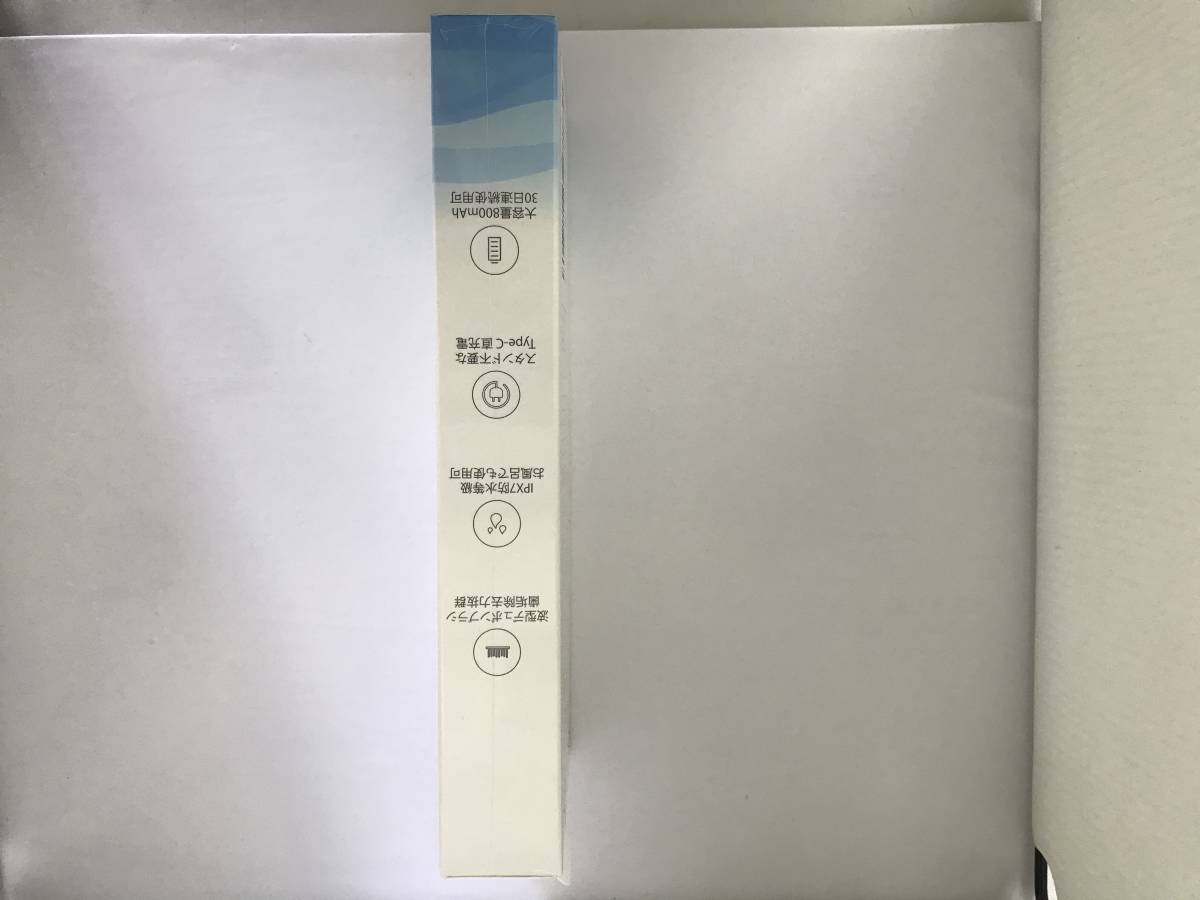 波型デュポンブラシ
歯垢除去力抜群
IPX7防水等級
お風呂でも使用可
スタンド不要な
Type-C直充電
大容量800mAh
30日連続使用可